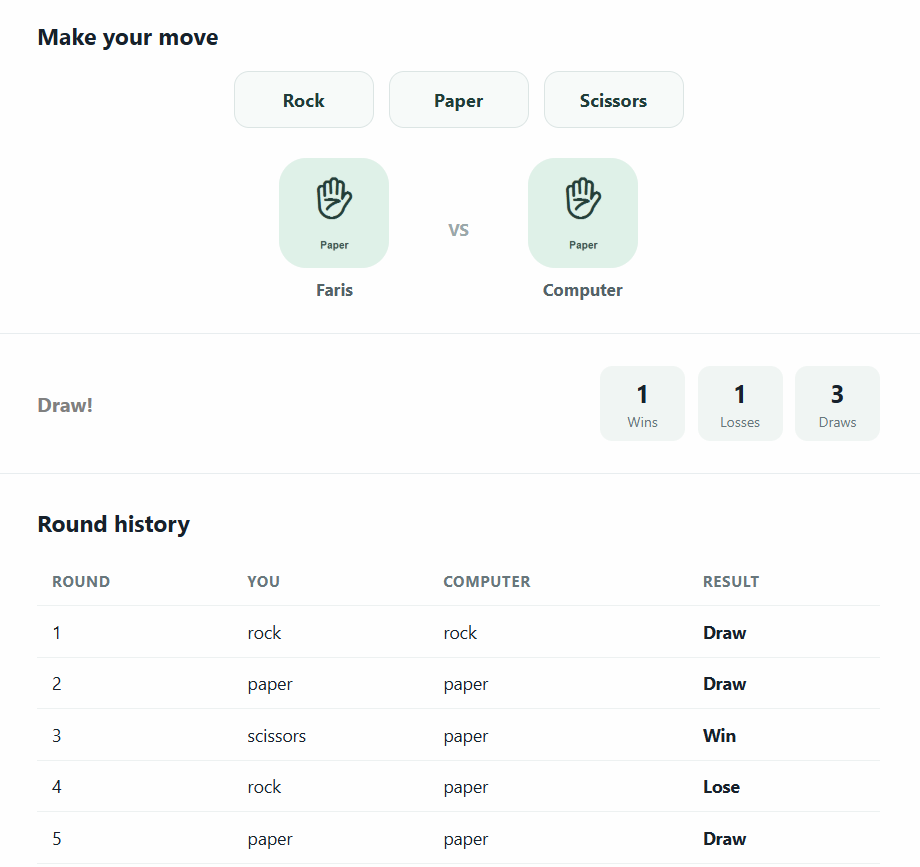 Make your move
Rock Paper Scissors
Paper VS Paper
Faris Computer
Draw! 1 1 3
Wins Losses Draws
Round history
ROUND YOU COMPUTER RESULT
1 rock rock Draw
2 paper paper Draw
3 scissors paper Win
4 rock paper Lose
5 paper paper Draw